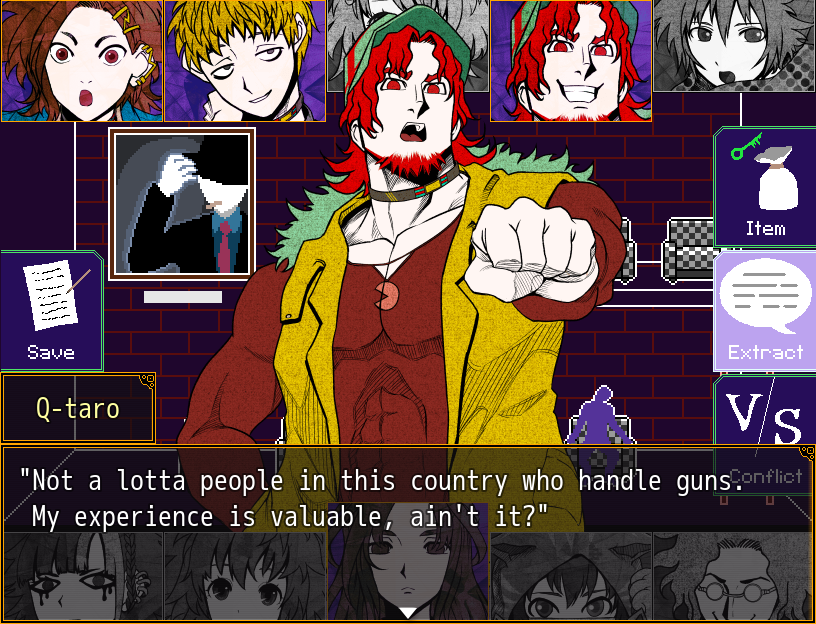 Item
Save
Extract
Q-taro
VS
Conflict
"Not a lotta people in this country who handle guns.
My experience is valuable, ain't it?"